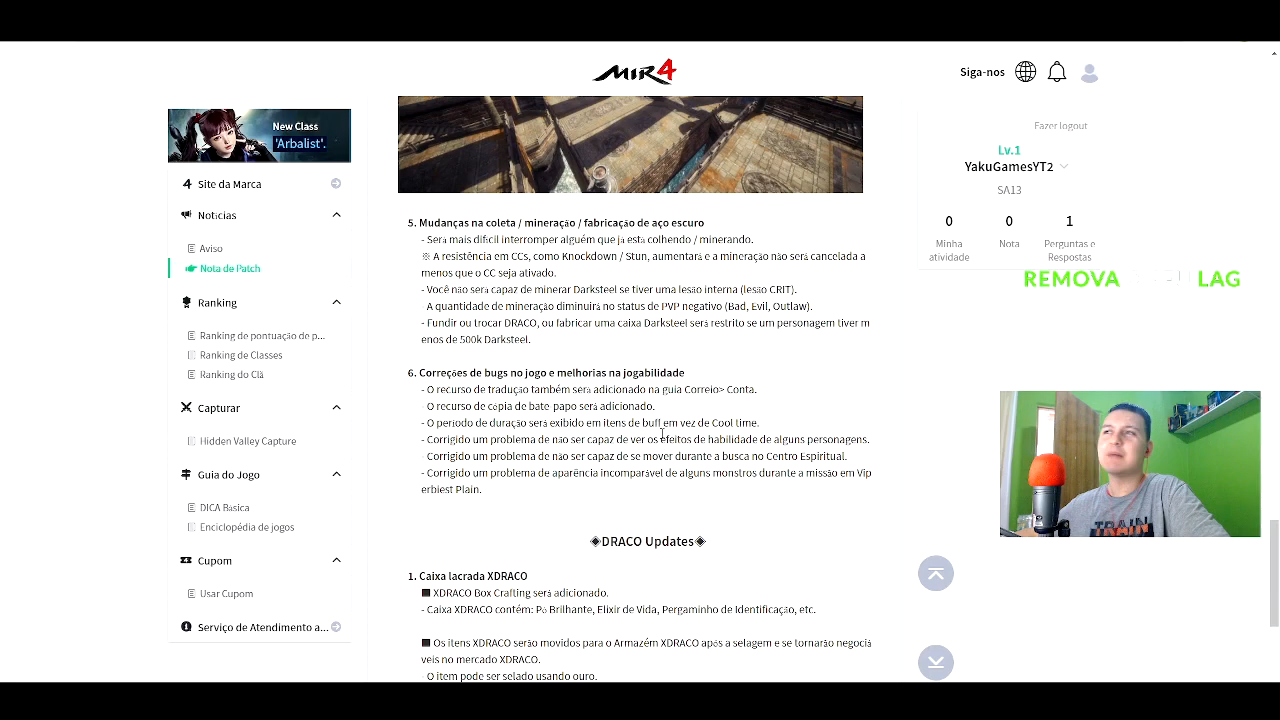 MIR4
Siga-nos
New Class
'Arbalist'.
Site da Marca
Notícias
Aviso
Nota de Patch
Ranking
Ranking de pontuação de p...
Ranking de Classes
Ranking do Clã
Capturar
Hidden Valley Capture
Guia do Jogo
DICA Básica
Enciclopédia de jogos
Cupom
Usar Cupom
Serviço de Atendimento a...
5. Mudanças na coleta / mineração / fabricação de aço escuro
- Será mais difícil interromper alguém que já está colhendo / minerando.
※ A resistência em CCs, como Knockdown / Stun, aumentará e a mineração não será cancelada a
menos que o CC seja ativado.
- Você não será capaz de minerar Darksteel se tiver uma lesão interna (lesão CRIT).
- A quantidade de mineração diminuirá no status de PVP negativo (Bad, Evil, Outlaw).
- Fundir ou trocar DRACO, ou fabricar uma caixa Darksteel será restrito se um personagem tiver m
enos de 500k Darksteel.
6. Correções de bugs no jogo e melhorias na jogabilidade
- O recurso de tradução também será adicionado na guia Correio> Conta.
- O recurso de cópia de bate-papo será adicionado.
- O período de duração será exibido em itens de buff em vez de Cool time.
- Corrigido um problema de não ser capaz de ver os efeitos de habilidade de alguns personagens.
- Corrigido um problema de não ser capaz de se mover durante a busca no Centro Espiritual.
- Corrigido um problema de aparência incomparável de alguns monstros durante a missão em Vip
erbiest Plain.
◈DRACO Updates◈
1. Caixa lacrada XDRACO
■ XDRACO Box Crafting será adicionado.
- Caixa XDRACO contém: Pó Brilhante, Elixir de Vida, Pergaminho de Identificação, etc.
■ Os itens XDRACO serão movidos para o Armazém XDRACO após a selagem e se tornarão negociá
veis no mercado XDRACO.
- O item pode ser selado usando ouro.
Fazer logout
Lv.1
YakuGamesYT2
SA13
0 0 1
Minha atividade
Nota
Perguntas e Respostas
REMOVA LAG
TRAIN